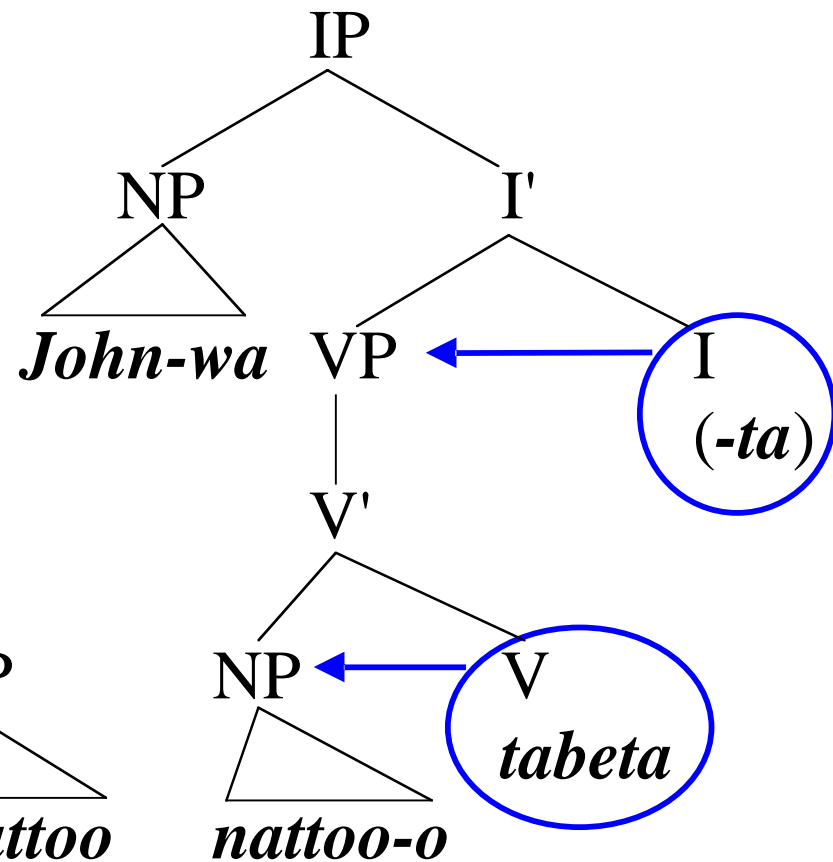 IP
NP I'
John-wa VP I
(-ta)
V'
NP V
tabeta
nattoo-o